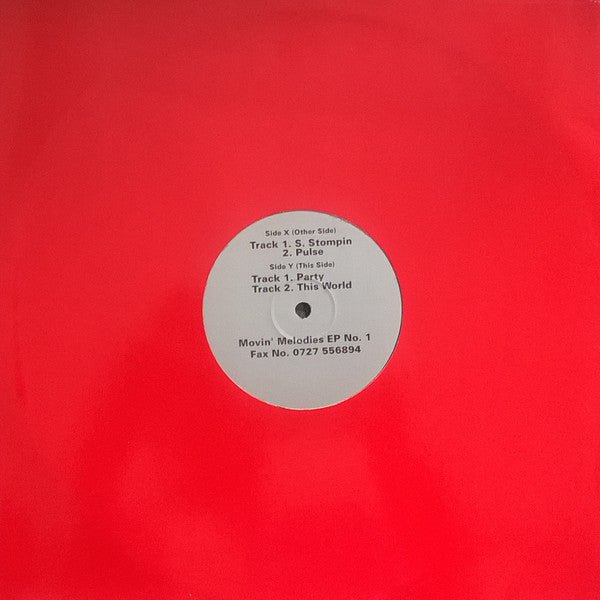 Side X (Other Side)
Track 1. S. Stompin
2. Pulse
Side Y (This Side)
Track 1. Party
Track 2. This World
Movin' Melodies EP No. 1
Fax No. 0727 556894